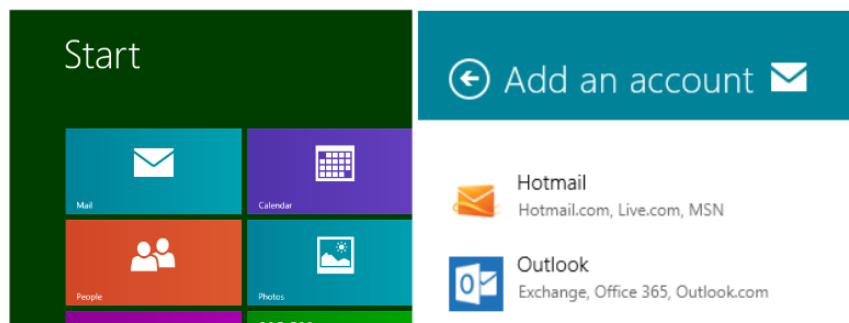 Start
Mail
Calendar
People
Photos
Add an account
Hotmail
Hotmail.com, Live.com, MSN
Outlook
Exchange, Office 365, Outlook.com